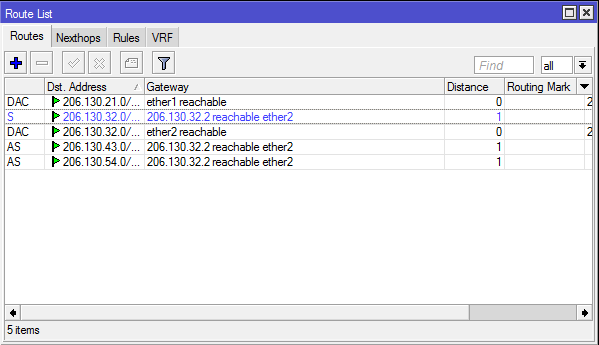 Route List
Routes Nexthops Rules VRF
Find all
Dst. Address Gateway Distance Routing Mark
DAC 206.130.21.0/... ether1 reachable 0 2
S 206.130.32.0/... 206.130.32.2 reachable ether2 1
DAC 206.130.32.0/... ether2 reachable 0 2
AS 206.130.43.0/... 206.130.32.2 reachable ether2 1
AS 206.130.54.0/... 206.130.32.2 reachable ether2 1
5 items